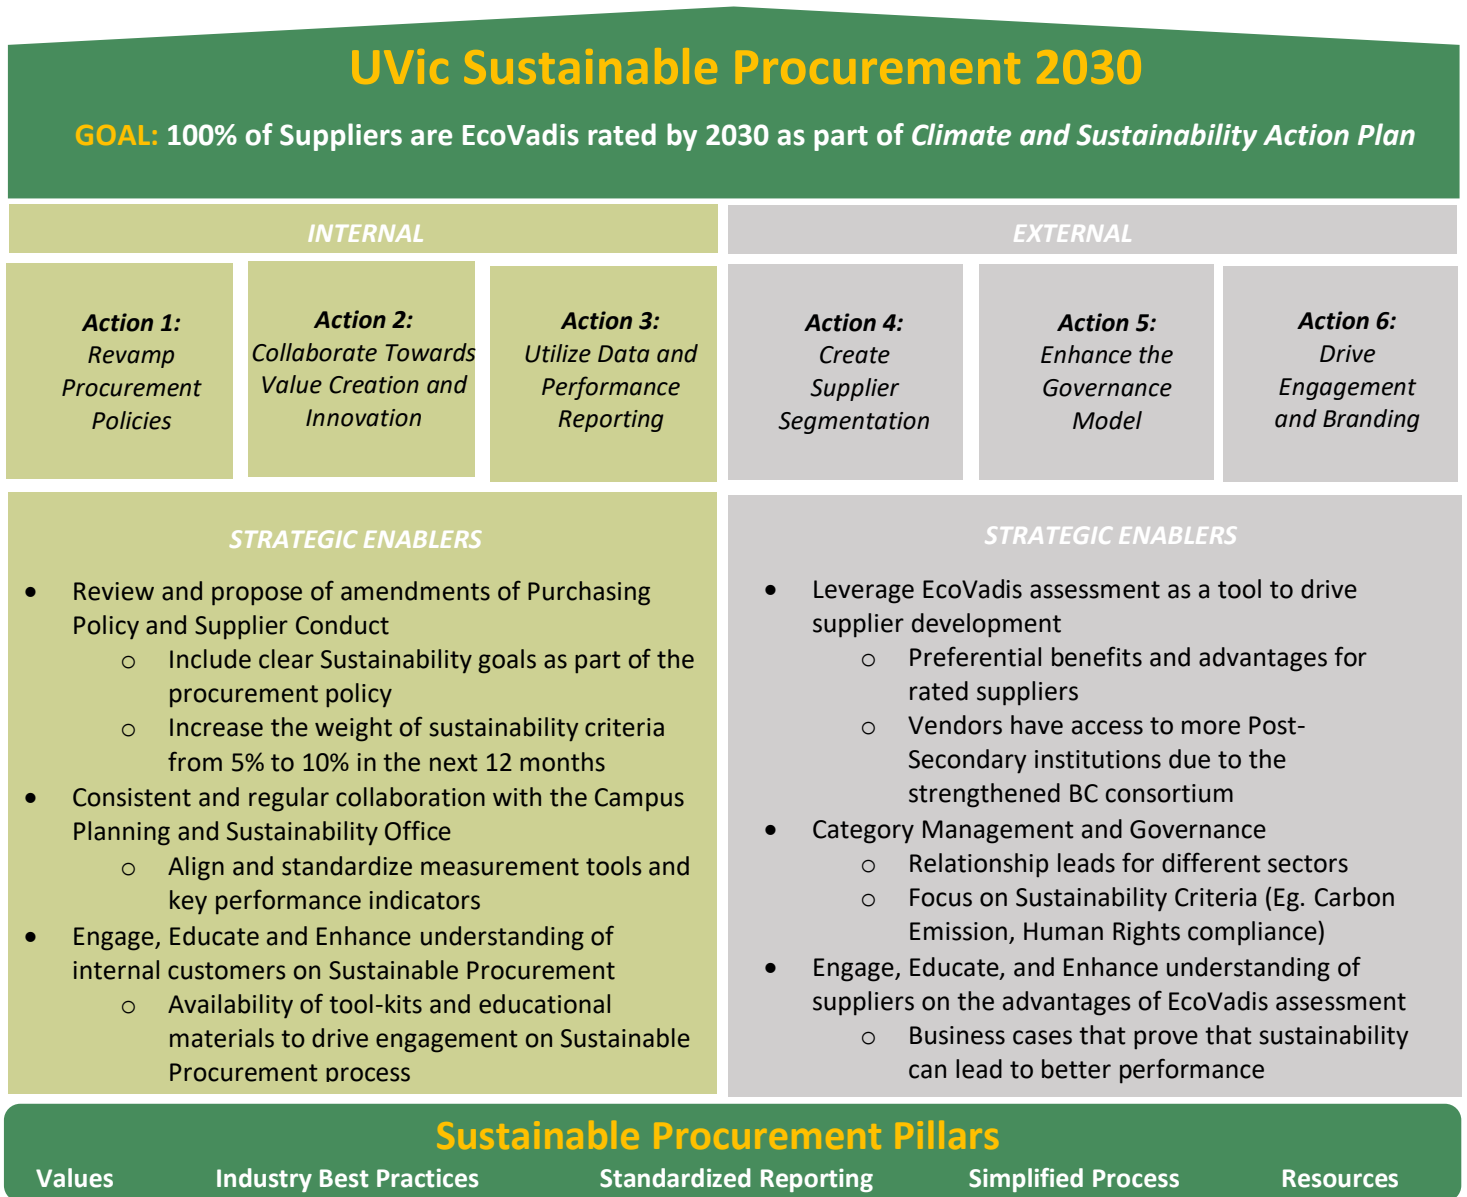 UVic Sustainable Procurement 2030
GOAL: 100% of Suppliers are EcoVadis rated by 2030 as part of Climate and Sustainability Action Plan
INTERNAL
Action 1:
Revamp
Procurement
Policies
Action 2:
Collaborate Towards
Value Creation and
Innovation
Action 3:
Utilize Data and
Performance
Reporting
STRATEGIC ENABLERS
• Review and propose of amendments of Purchasing
Policy and Supplier Conduct
o Include clear Sustainability goals as part of the
procurement policy
o Increase the weight of sustainability criteria
from 5% to 10% in the next 12 months
• Consistent and regular collaboration with the Campus
Planning and Sustainability Office
o Align and standardize measurement tools and
key performance indicators
• Engage, Educate and Enhance understanding of
internal customers on Sustainable Procurement
o Availability of tool-kits and educational
materials to drive engagement on Sustainable
Procurement process
EXTERNAL
Action 4:
Create
Supplier
Segmentation
Action 5:
Enhance the
Governance
Model
Action 6:
Drive
Engagement
and Branding
STRATEGIC ENABLERS
• Leverage EcoVadis assessment as a tool to drive
supplier development
o Preferential benefits and advantages for
rated suppliers
o Vendors have access to more Post-
Secondary institutions due to the
strengthened BC consortium
• Category Management and Governance
o Relationship leads for different sectors
o Focus on Sustainability Criteria (Eg. Carbon
Emission, Human Rights compliance)
• Engage, Educate, and Enhance understanding of
suppliers on the advantages of EcoVadis assessment
o Business cases that prove that sustainability
can lead to better performance
Sustainable Procurement Pillars
Values Industry Best Practices Standardized Reporting Simplified Process Resources